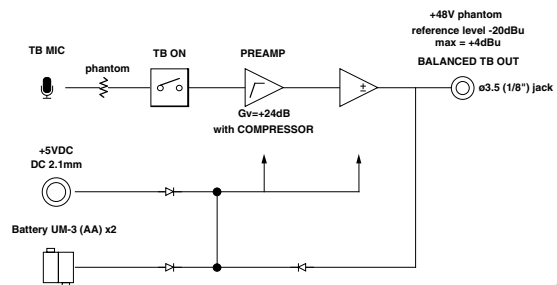 +48V phantom
reference level -20dBu
max = +4dBu
TB MIC
TB ON
PREAMP
BALANCED TB OUT
phantom
ø3.5 (1/8") jack
Gv=+24dB
with COMPRESSOR
±
+5VDC
DC 2.1mm
Battery UM-3 (AA) x2